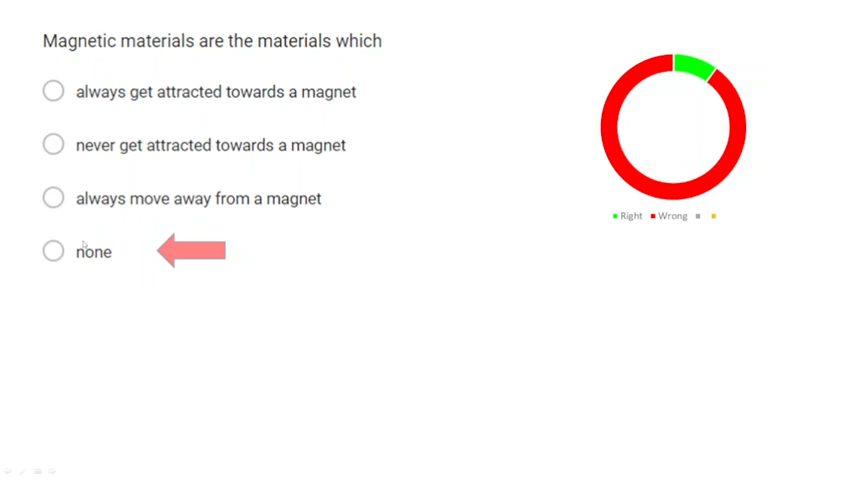 Magnetic materials are the materials which
always get attracted towards a magnet
never get attracted towards a magnet
always move away from a magnet
none
Right Wrong